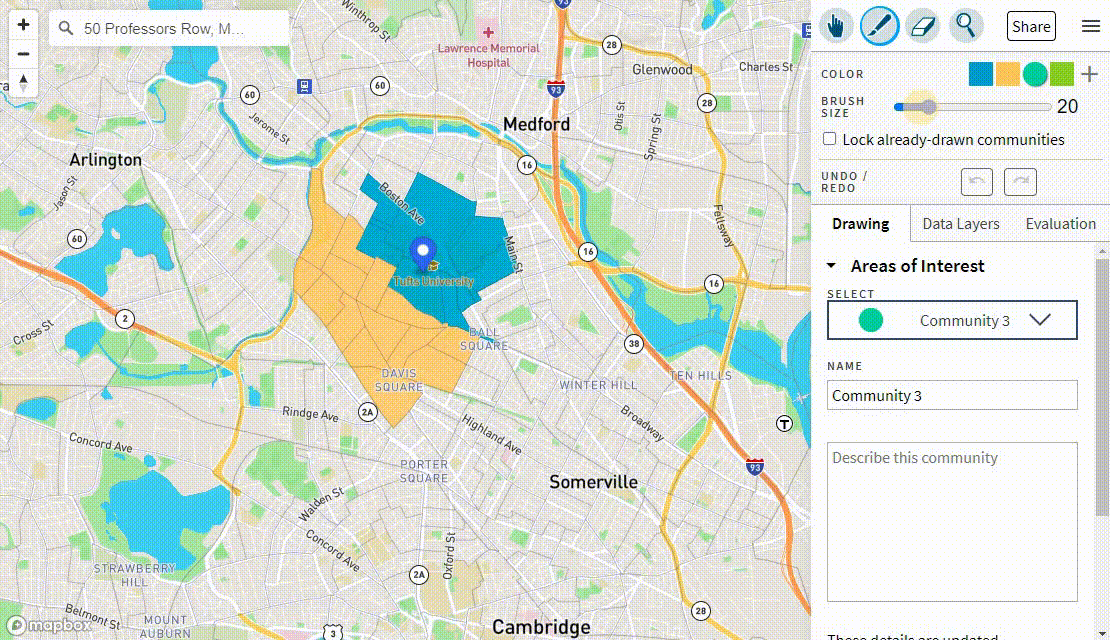 50 Professors Row, M...
Winthrop St
93
Lawrence Memorial
Hospital
28
Glenwood
Charles St
60
60
93
Jerome St
Otis St
Spring St
28
Medford
Arlington
16
Jason St
Boston Ave
Fellsway
60
Main St
16
Tufts University
16
2
Cross St
BALL
SQUARE
38
DAVIS
SQUARE
WINTER HILL
TEN HILLS
Rindge Ave
2A
Highland Ave
Broadway
T
Concord Ave
PORTER
SQUARE
93
Somerville
Walden St
Concord Ave
Oxford St
STRAWBERRY
HILL
2A
Belmont St
MOUNT
AUBURN
28
3
Cambridge
mapbox
Share
COLOR
BRUSH
SIZE
20
Lock already-drawn communities
UNDO /
REDO
Drawing
Data Layers
Evaluation
Areas of Interest
SELECT
Community 3
NAME
Community 3
Describe this community
These details are updated